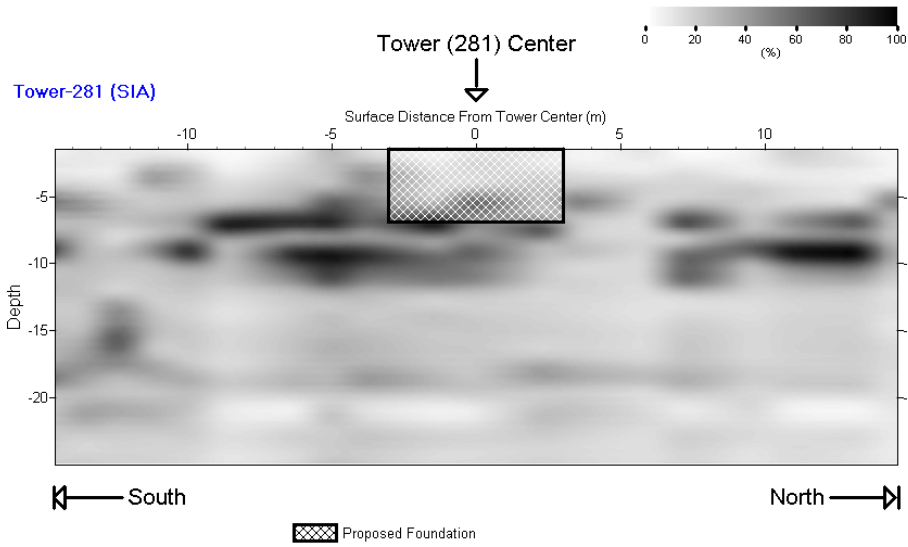 0 20 40 60 80 100
(%)
Tower (281) Center
Tower-281 (SIA)
Surface Distance From Tower Center (m)
-10 -5 0 5 10
Depth
-5
-10
-15
-20
South North
Proposed Foundation